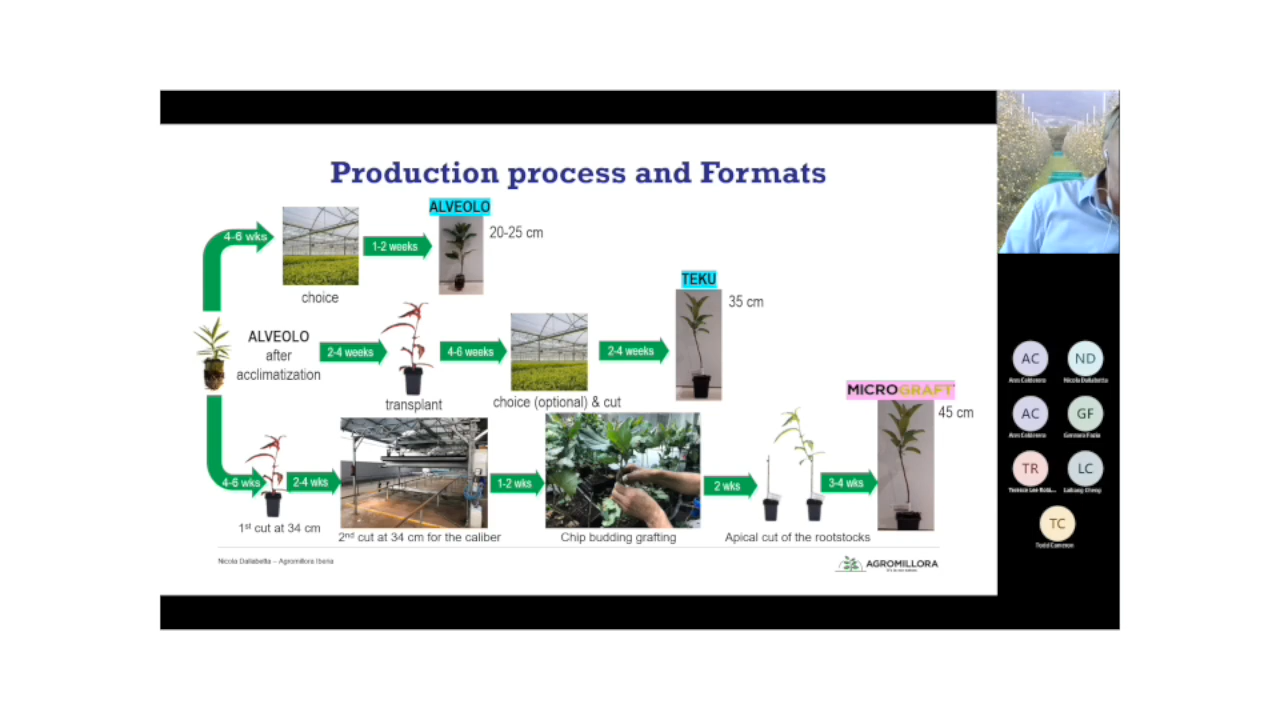 Production process and Formats
ALVEOLO
4-6 wks
1-2 weeks
20-25 cm
choice
TEKU
35 cm
ALVEOLO
after
acclimatization
2-4 weeks
4-6 weeks
2-4 weeks
transplant
choice (optional) & cut
MICROGRAFT
45 cm
4-6 wks
2-4 wks
1-2 wks
2 wks
3-4 wks
1st cut at 34 cm
2nd cut at 34 cm for the caliber
Chip budding grafting
Apical cut of the rootstocks
Nicola Dallabetta – Agromillora Iberia
AGROMILLORA
AC
ND
Nicola Dallabetta
AC
GF
TR
LC
TC
Todd Cameron